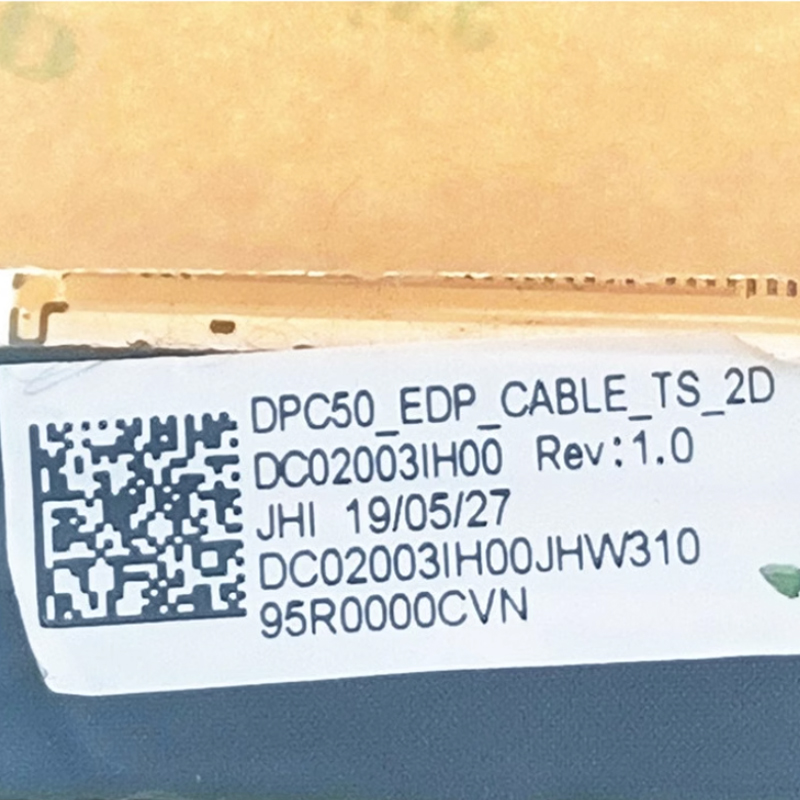 DPC50_EDP_CABLE_TS_2D
DC02003IH00 Rev:1.0
JHI 19/05/27
DC02003IH00JHW310
95R0000CVN